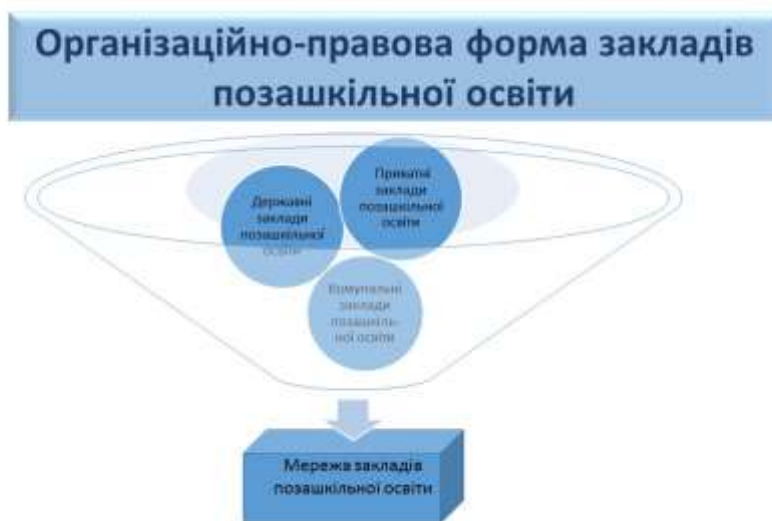 Організаційно-правова форма закладів
позашкільної освіти
Державні
заклади
позашкільної
освіти
Приватні
заклади
позашкільної
освіти
Комунальні
заклади
позашкіль-
ної освіти
Мережа закладів
позашкільної освіти